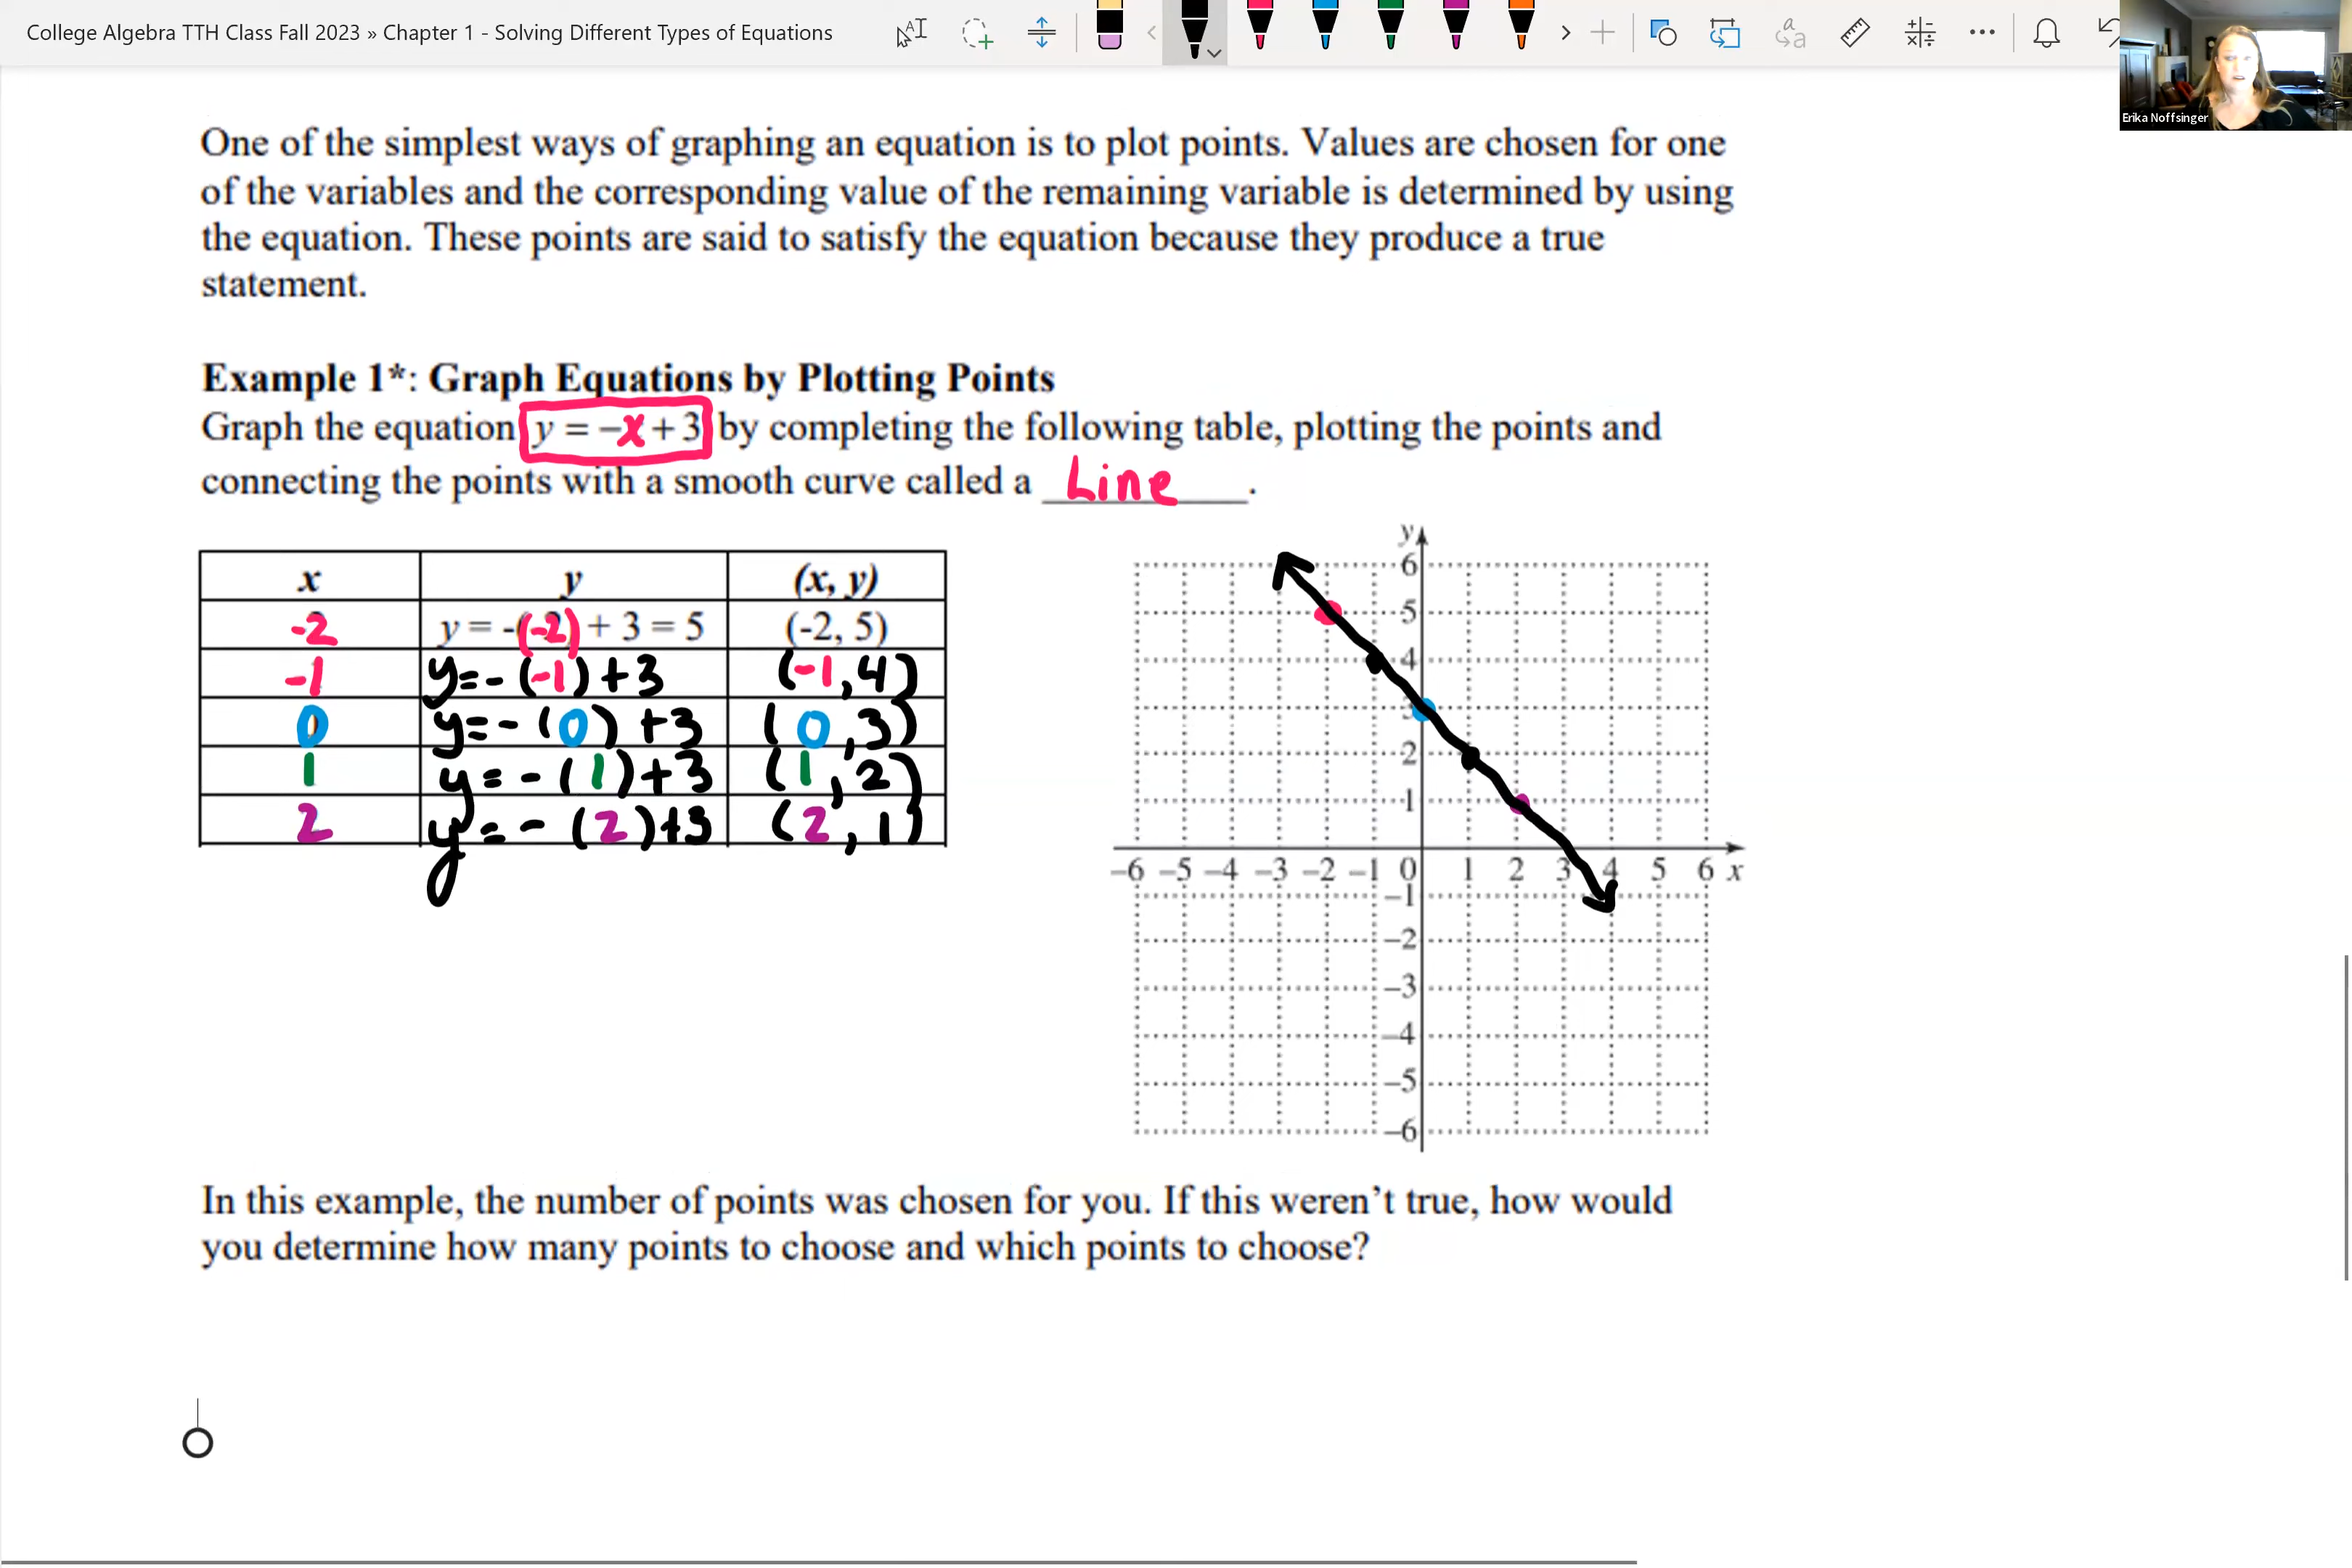 College Algebra TTH Class Fall 2023 » Chapter 1 - Solving Different Types of Equations
Erika Noffsinger
One of the simplest ways of graphing an equation is to plot points. Values are chosen for one
of the variables and the corresponding value of the remaining variable is determined by using
the equation. These points are said to satisfy the equation because they produce a true
statement.
Example 1*: Graph Equations by Plotting Points
Graph the equation y = -x + 3 by completing the following table, plotting the points and
connecting the points with a smooth curve called a Line.
x y (x, y)
-2 y = -(-2) + 3 = 5 (-2, 5)
-1 y = -(-1) + 3 (-1, 4)
0 y = -(0) + 3 (0, 3)
1 y = -(1) + 3 (1, 2)
2 y = -(2) + 3 (2, 1)
y
6
5
4
3
2
1
-6 -5 -4 -3 -2 -1 0 1 2 3 4 5 6 x
-1
-2
-3
-4
-5
-6
In this example, the number of points was chosen for you. If this weren't true, how would
you determine how many points to choose and which points to choose?